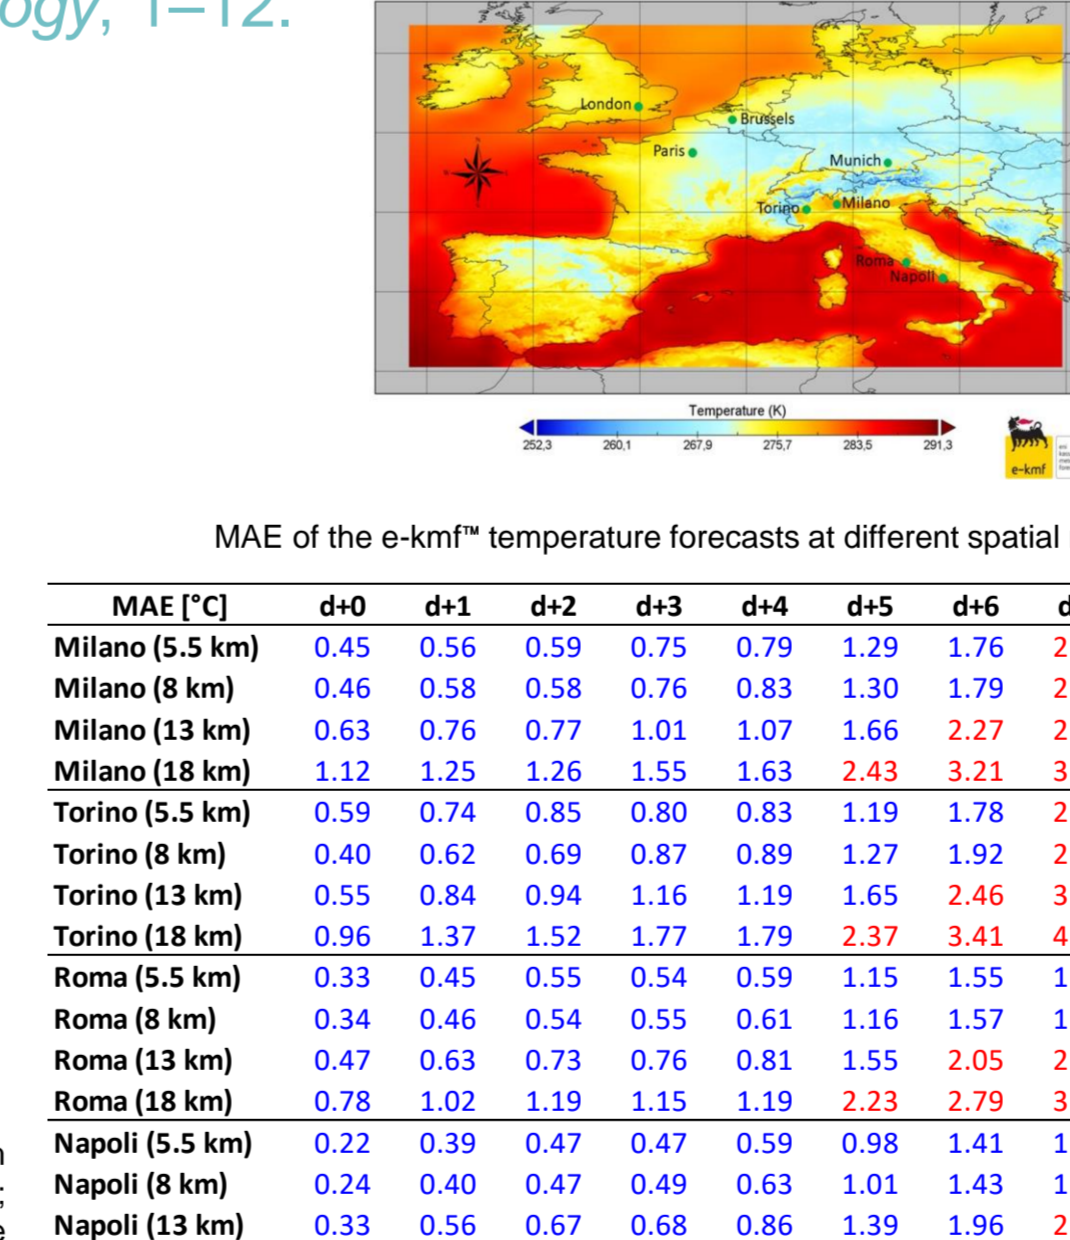 ogy, 1–12.
London
Brussels
Paris
Munich
Torino
Milano
Roma
Napoli
Temperature (K)
252,3 260,1 267,9 275,7 283,5 291,3
e-kmf
MAE of the e-kmf™ temperature forecasts at different spatial
MAE [°C] d+0 d+1 d+2 d+3 d+4 d+5 d+6 d
Milano (5.5 km) 0.45 0.56 0.59 0.75 0.79 1.29 1.76 2
Milano (8 km) 0.46 0.58 0.58 0.76 0.83 1.30 1.79 2
Milano (13 km) 0.63 0.76 0.77 1.01 1.07 1.66 2.27 2
Milano (18 km) 1.12 1.25 1.26 1.55 1.63 2.43 3.21 3
Torino (5.5 km) 0.59 0.74 0.85 0.80 0.83 1.19 1.78 2
Torino (8 km) 0.40 0.62 0.69 0.87 0.89 1.27 1.92 2
Torino (13 km) 0.55 0.84 0.94 1.16 1.19 1.65 2.46 3
Torino (18 km) 0.96 1.37 1.52 1.77 1.79 2.37 3.41 4
Roma (5.5 km) 0.33 0.45 0.55 0.54 0.59 1.15 1.55 1
Roma (8 km) 0.34 0.46 0.54 0.55 0.61 1.16 1.57 1
Roma (13 km) 0.47 0.63 0.73 0.76 0.81 1.55 2.05 2
Roma (18 km) 0.78 1.02 1.19 1.15 1.19 2.23 2.79 3
Napoli (5.5 km) 0.22 0.39 0.47 0.47 0.59 0.98 1.41 1
Napoli (8 km) 0.24 0.40 0.47 0.49 0.63 1.01 1.43 1
Napoli (13 km) 0.33 0.56 0.67 0.68 0.86 1.39 1.96 2